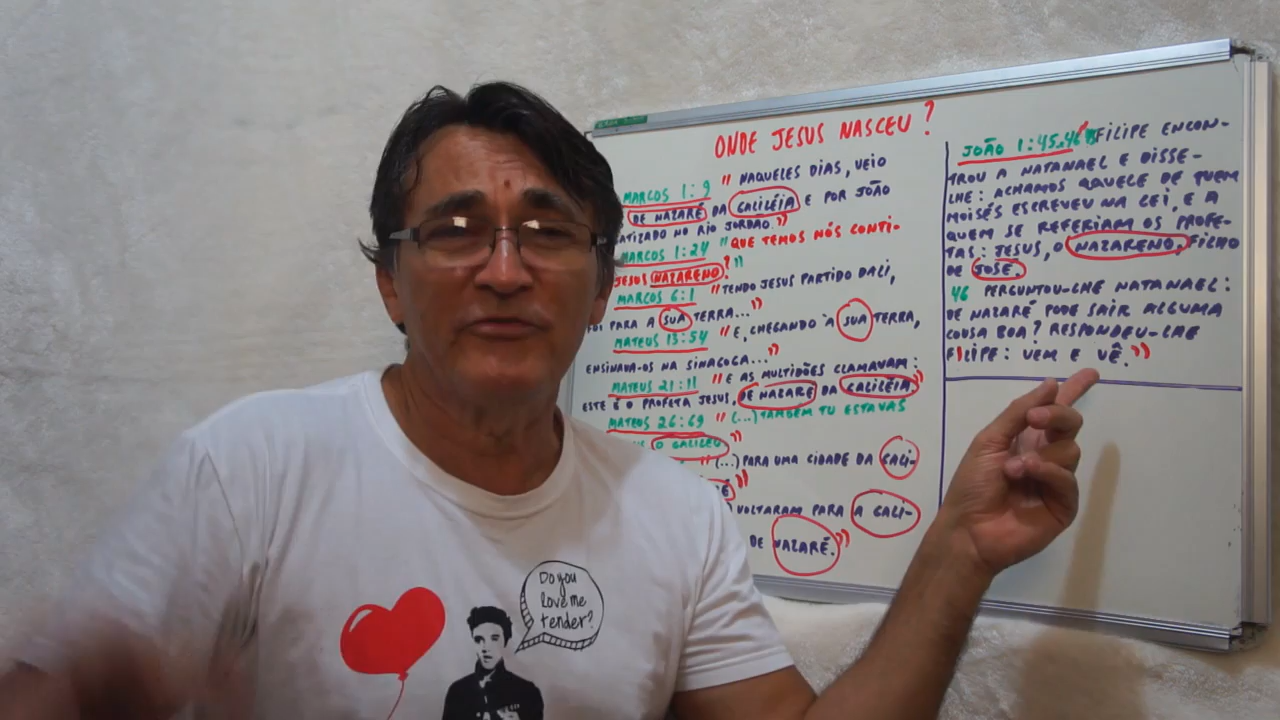 ONDE JESUS NASCEU?
MARCOS 1:9 "NAQUELES DIAS, VEIO
DE NAZARÉ DA GALILÉIA E POR JOÃO
BATIZADO NO RIO JORDÃO."
MARCOS 1:24 "QUE TEMOS NÓS CONTI-
JESUS NAZARENO?"
MARCOS 6:1 "TENDO JESUS PARTIDO DALI,
FOI PARA A SUA TERRA..."
MATEUS 13:54 "E, CHEGANDO À SUA TERRA,
ENSINAVA-OS NA SINAGOGA..."
MATEUS 21:11 "E AS MULTIDÕES CLAMAVAM:
ESTE É O PROFETA JESUS, DE NAZARÉ DA GALILÉIA."
MATEUS 26:69 "(...) TAMBÉM TU ESTAVAS
O GALILEU"
"(...) PARA UMA CIDADE DA GALI-
VOLTARAM PARA A GALI-
DE NAZARÉ."
JOÃO 1:45,46 "FILIPE ENCON-
TROU A NATANAEL E DISSE-
LHE: ACHAMOS AQUELE DE QUEM
MOISÉS ESCREVEU NA LEI, E A
QUEM SE REFERIAM OS PROFE-
TAS: JESUS, O NAZARENO, FILHO
DE JOSÉ.
46 PERGUNTOU-LHE NATANAEL:
DE NAZARÉ PODE SAIR ALGUMA
COUSA BOA? RESPONDEU-LHE
FILIPE: VEM E VÊ."
Do you
love me
tender?